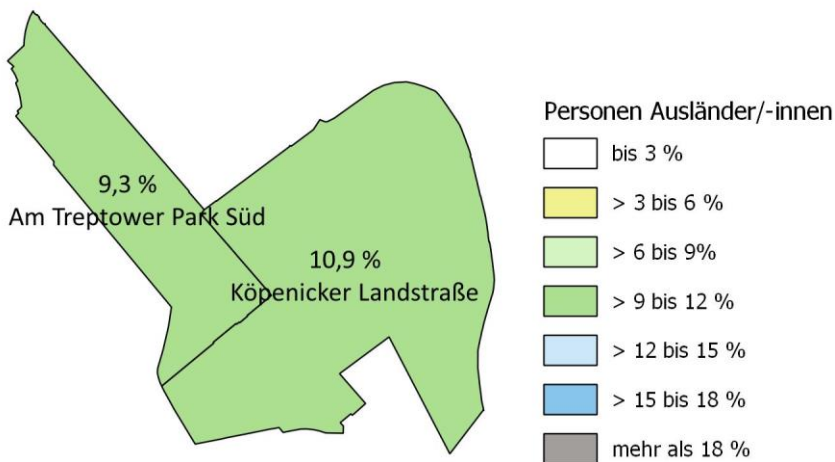 9,3 %
Am Treptower Park Süd
10,9 %
Köpenicker Landstraße
Personen Ausländer/-innen
bis 3 %
> 3 bis 6 %
> 6 bis 9%
> 9 bis 12 %
> 12 bis 15 %
> 15 bis 18 %
mehr als 18 %